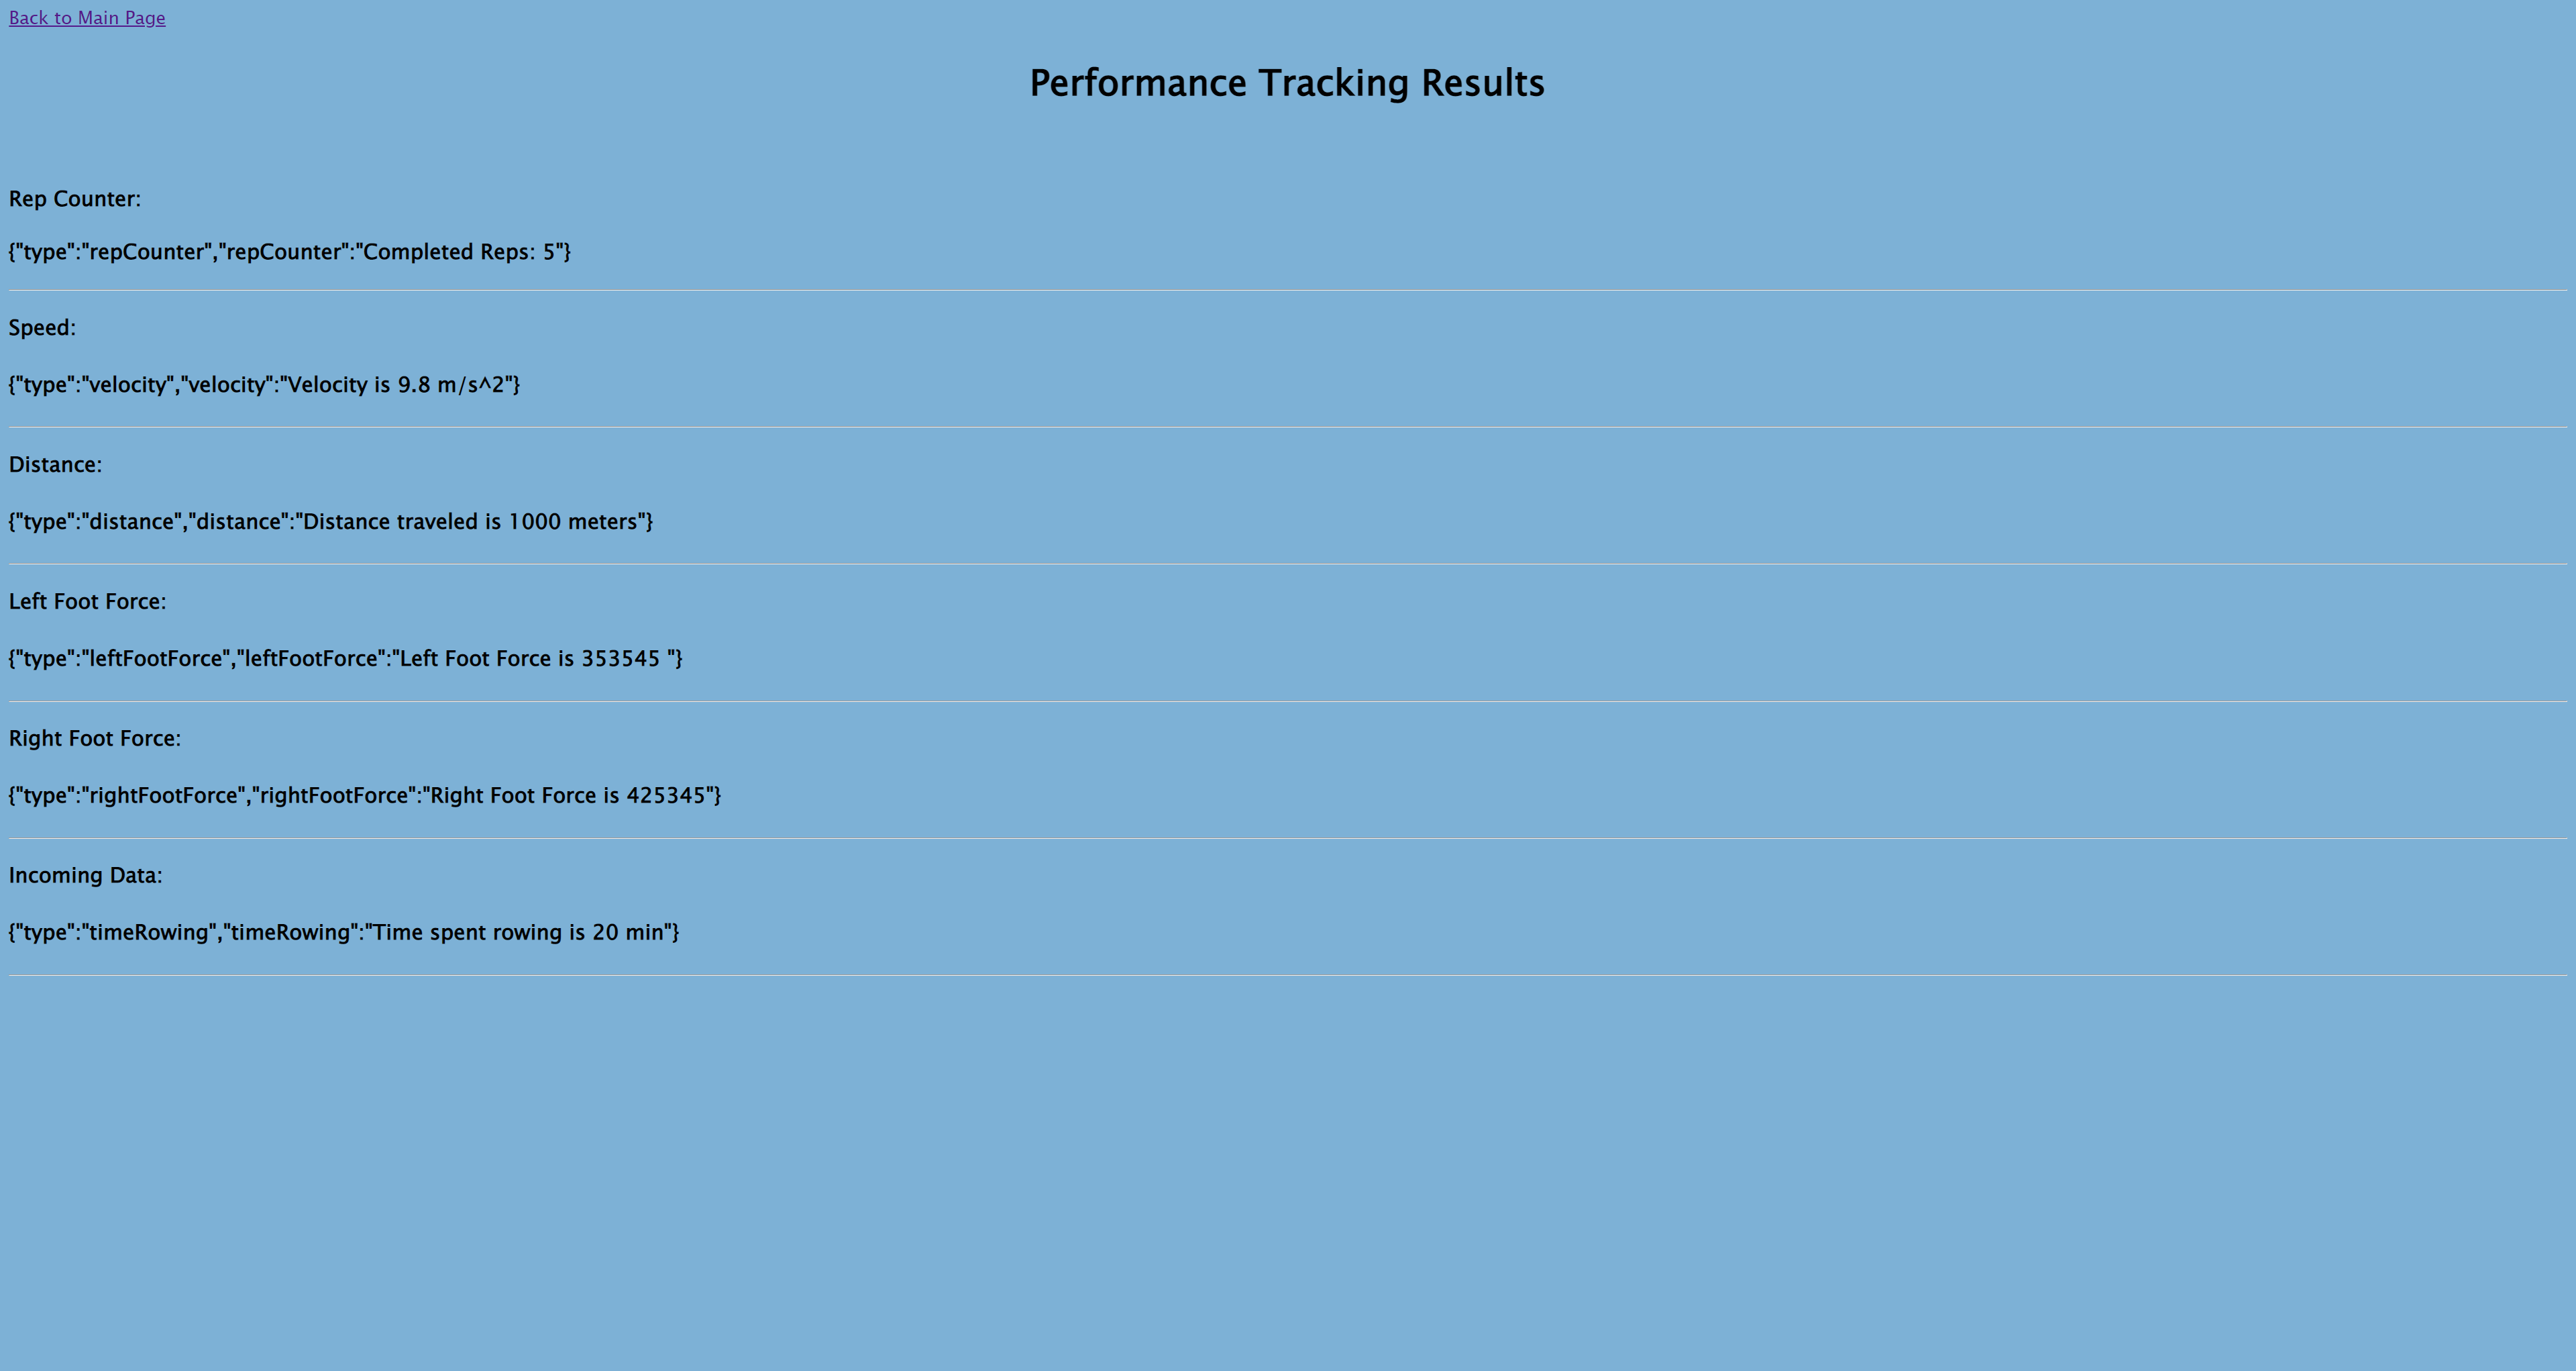 Back to Main Page
Performance Tracking Results
Rep Counter:
{"type":"repCounter","repCounter":"Completed Reps: 5"}
Speed:
{"type":"velocity","velocity":"Velocity is 9.8 m/s^2"}
Distance:
{"type":"distance","distance":"Distance traveled is 1000 meters"}
Left Foot Force:
{"type":"leftFootForce","leftFootForce":"Left Foot Force is 353545 "}
Right Foot Force:
{"type":"rightFootForce","rightFootForce":"Right Foot Force is 425345"}
Incoming Data:
{"type":"timeRowing","timeRowing":"Time spent rowing is 20 min"}